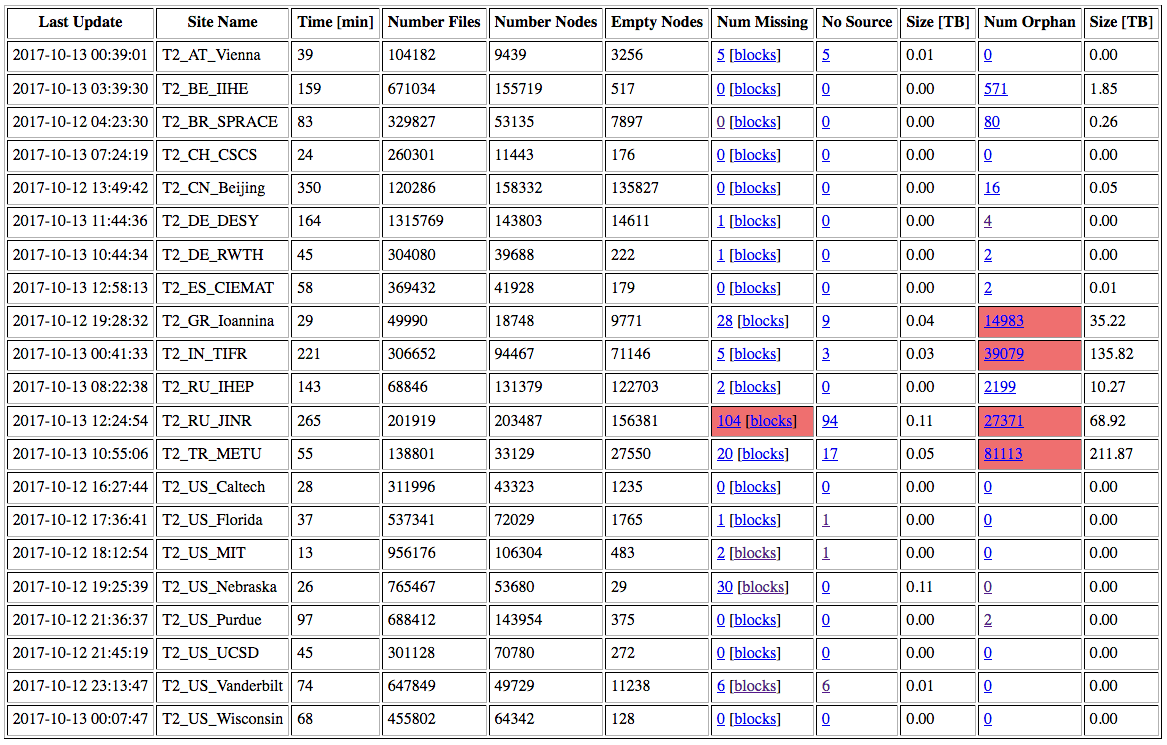 Last Update Site Name Time [min] Number Files Number Nodes Empty Nodes Num Missing No Source Size [TB] Num Orphan Size [TB]
2017-10-13 00:39:01 T2_AT_Vienna 39 104182 9439 3256 5 [blocks] 5 0.01 0 0.00
2017-10-13 03:39:30 T2_BE_IIHE 159 671034 155719 517 0 [blocks] 0 0.00 571 1.85
2017-10-12 04:23:30 T2_BR_SPRACE 83 329827 53135 7897 0 [blocks] 0 0.00 80 0.26
2017-10-13 07:24:19 T2_CH_CSCS 24 260301 11443 176 0 [blocks] 0 0.00 0 0.00
2017-10-12 13:49:42 T2_CN_Beijing 350 120286 158332 135827 0 [blocks] 0 0.00 16 0.05
2017-10-13 11:44:36 T2_DE_DESY 164 1315769 143803 14611 1 [blocks] 0 0.00 4 0.00
2017-10-13 10:44:34 T2_DE_RWTH 45 304080 39688 222 1 [blocks] 0 0.00 2 0.00
2017-10-13 12:58:13 T2_ES_CIEMAT 58 369432 41928 179 0 [blocks] 0 0.00 2 0.01
2017-10-12 19:28:32 T2_GR_Ioannina 29 49990 18748 9771 28 [blocks] 9 0.04 14983 35.22
2017-10-13 00:41:33 T2_IN_TIFR 221 306652 94467 71146 5 [blocks] 3 0.03 39079 135.82
2017-10-13 08:22:38 T2_RU_IHEP 143 68846 131379 122703 2 [blocks] 0 0.00 2199 10.27
2017-10-13 12:24:54 T2_RU_JINR 265 201919 203487 156381 104 [blocks] 94 0.11 27371 68.92
2017-10-13 10:55:06 T2_TR_METU 55 138801 33129 27550 20 [blocks] 17 0.05 81113 211.87
2017-10-12 16:27:44 T2_US_Caltech 28 311996 43323 1235 0 [blocks] 0 0.00 0 0.00
2017-10-12 17:36:41 T2_US_Florida 37 537341 72029 1765 1 [blocks] 1 0.00 0 0.00
2017-10-12 18:12:54 T2_US_MIT 13 956176 106304 483 2 [blocks] 1 0.00 0 0.00
2017-10-12 19:25:39 T2_US_Nebraska 26 765467 53680 29 30 [blocks] 0 0.11 0 0.00
2017-10-12 21:36:37 T2_US_Purdue 97 688412 143954 375 0 [blocks] 0 0.00 2 0.00
2017-10-12 21:45:19 T2_US_UCSD 45 301128 70780 272 0 [blocks] 0 0.00 0 0.00
2017-10-12 23:13:47 T2_US_Vanderbilt 74 647849 49729 11238 6 [blocks] 6 0.01 0 0.00
2017-10-13 00:07:47 T2_US_Wisconsin 68 455802 64342 128 0 [blocks] 0 0.00 0 0.00